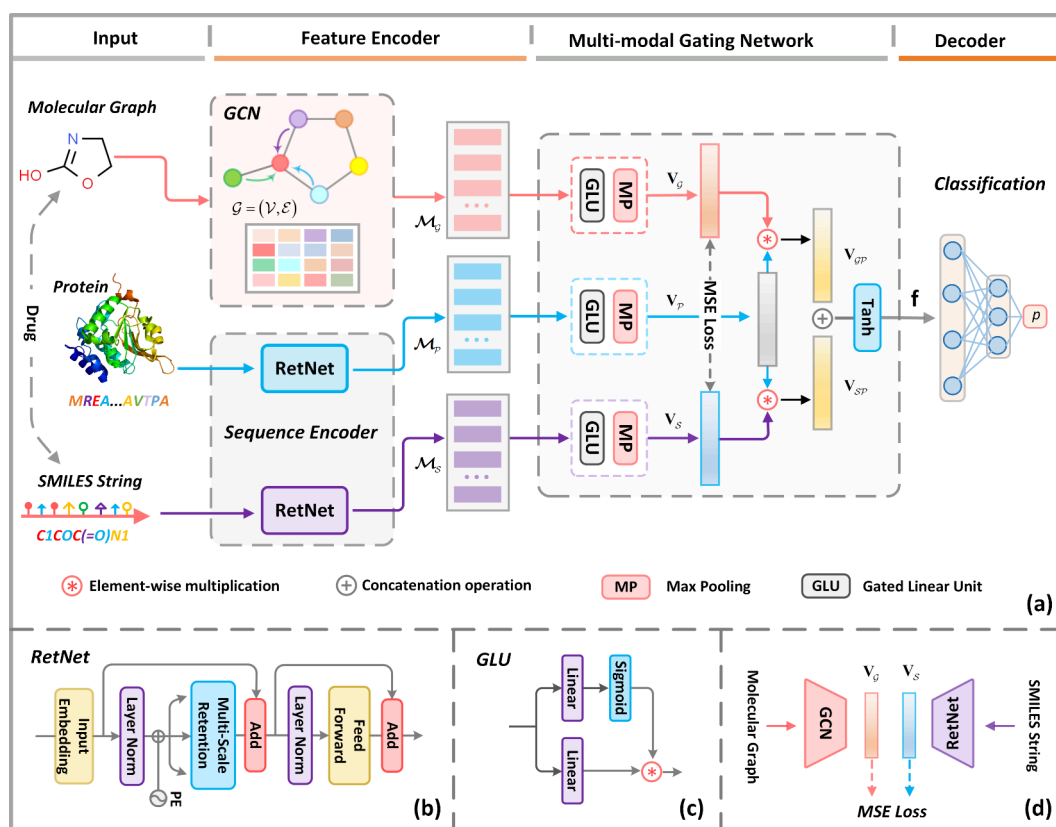 Input
Feature Encoder
Multi-modal Gating Network
Decoder
Molecular Graph
N
HO
O
GCN
𝒢 = (𝒱, ℰ)
ℳ𝒢
GLU
MP
V𝒢
Classification
Drug
Protein
MREA...AVTPA
RetNet
ℳ𝒫
GLU
MP
V𝒫
MSE Loss
V𝒢𝒫
Tanh
f
p
V𝒮𝒫
Sequence Encoder
SMILES String
C1COC(=O)N1
RetNet
ℳ𝒮
GLU
MP
V𝒮
Element-wise multiplication
Concatenation operation
MP Max Pooling
GLU Gated Linear Unit
(a)
RetNet
Input Embedding
Layer Norm
PE
Multi-Scale Retention
Add
Layer Norm
Feed Forward
Add
(b)
GLU
Linear
Sigmoid
Linear
(c)
Molecular Graph
GCN
V𝒢
V𝒮
RetNet
SMILES String
MSE Loss
(d)